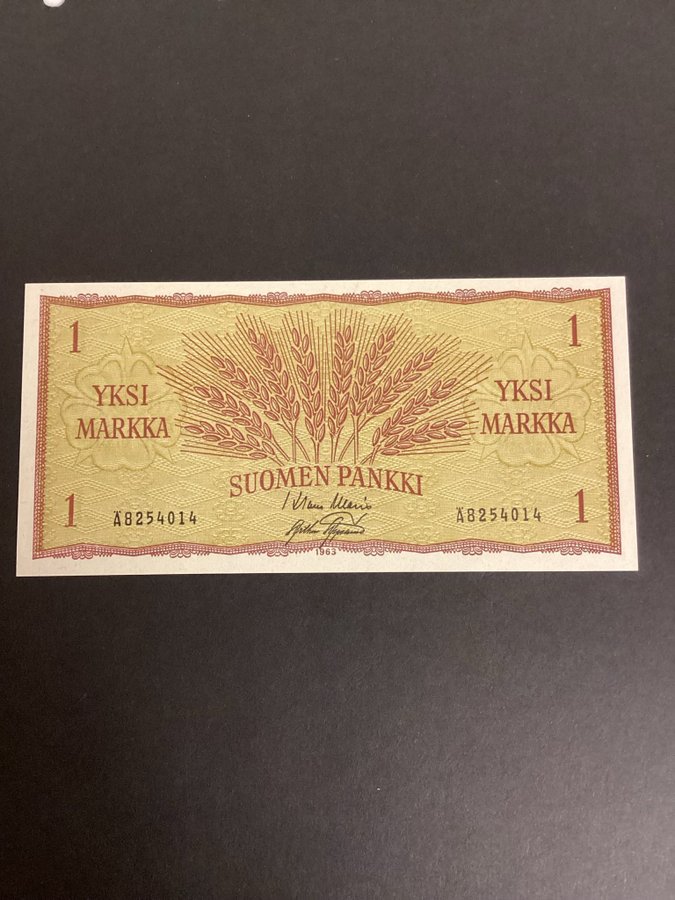 1
1
YKSI
MARKKA
YKSI
MARKKA
SUOMEN PANKKI
1
Ä8254014
Ä8254014
1
1963